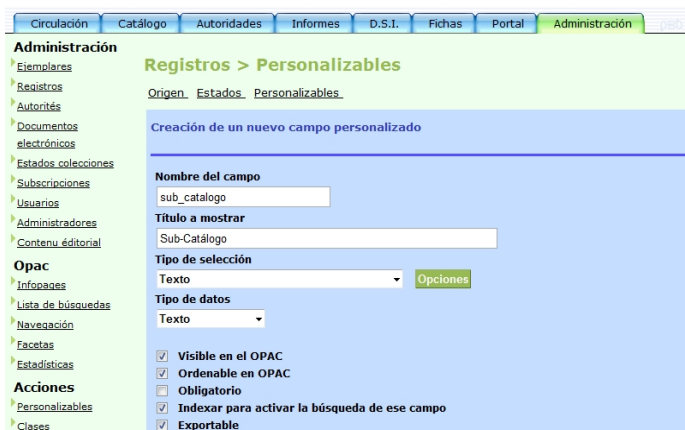 Circulación Catálogo Autoridades Informes D.S.I. Fichas Portal Administración
Administración
Ejemplares
Registros
Autorités
Documentos
electrónicos
Estados colecciones
Subscripciones
Usuarios
Administradores
Contenu éditorial
Opac
Infopages
Lista de búsquedas
Navegación
Facetas
Estadísticas
Acciones
Personalizables
Clases
Registros > Personalizables
Origen Estados Personalizables
Creación de un nuevo campo personalizado
Nombre del campo
sub_catalogo
Título a mostrar
Sub-Catálogo
Tipo de selección
Texto Opciones
Tipo de datos
Texto
Visible en el OPAC
Ordenable en OPAC
Obligatorio
Indexar para activar la búsqueda de ese campo
Exportable